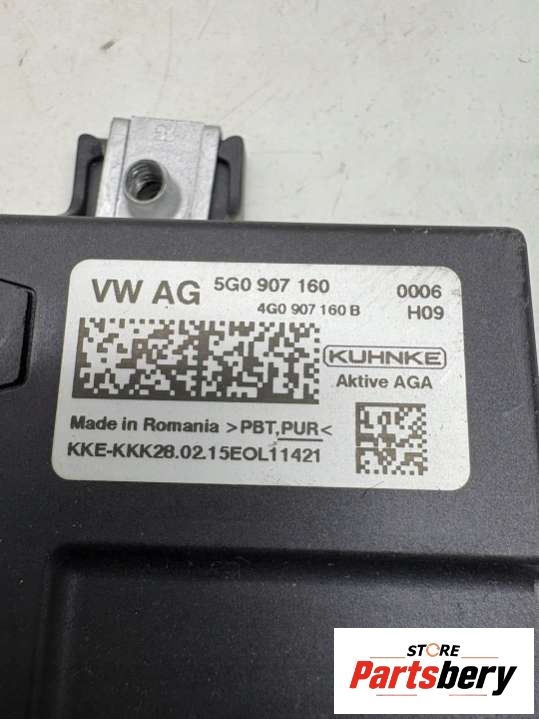 VW AG 5G0 907 160 0006
4G0 907 160 B H09
KUHNKE
Aktive AGA
Made in Romania >PBT,PUR<
KKE-KKK28.02.15EOL11421
STORE
Partsbery